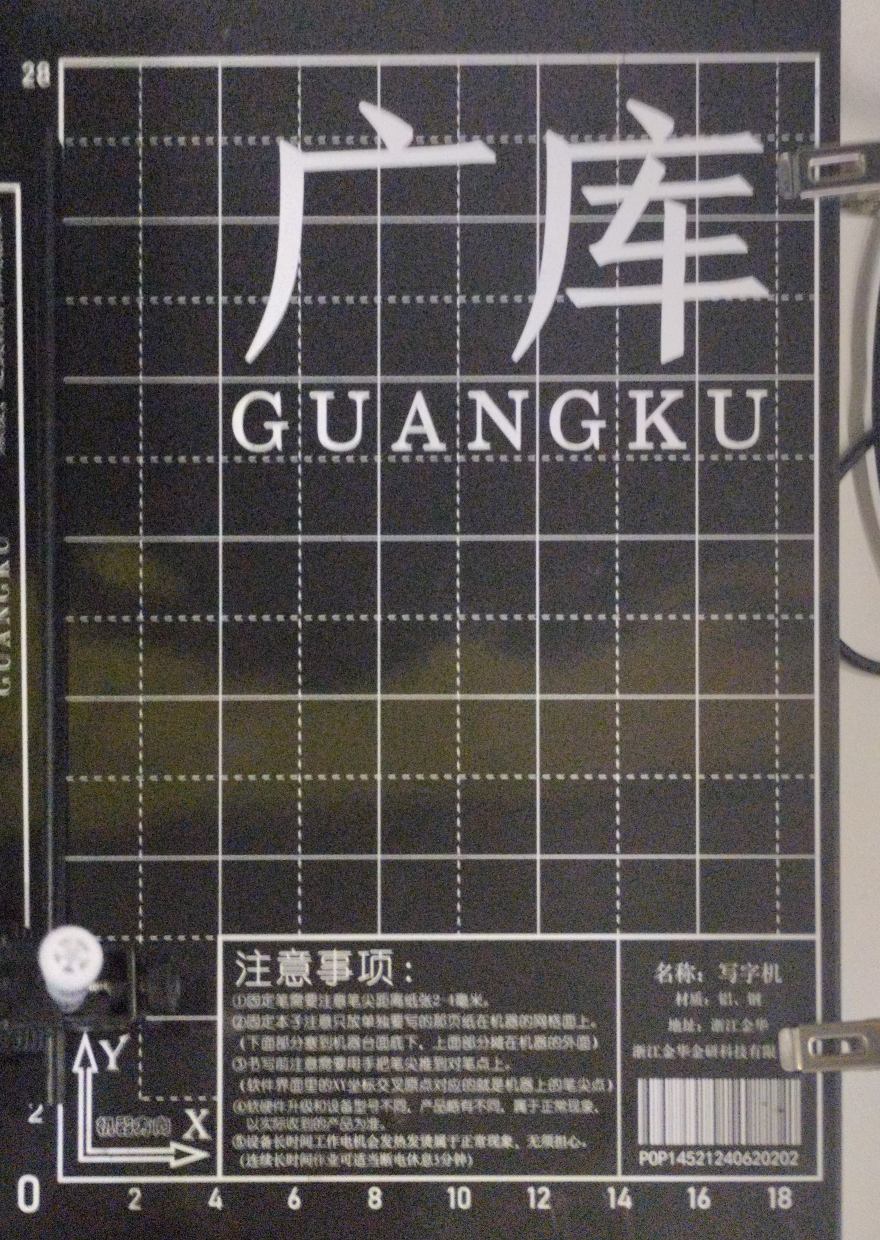 28
广库
GUANGKU
GUANGKU
注意事项：
①固定笔需要注意笔尖距离纸张2-4毫米。
②固定本子注意只放单独要写的那页纸在机器的网格面上。
(下面部分塞到机器台面底下、上面部分铺在机器的外面)
③书写前注意需要用手把笔尖推到对笔点上。
(软件界面里的XY坐标交叉原点对应的就是机器上的笔尖点)
④软硬件升级和设备型号不同，产品略有不同，属于正常现象，
以实际收到的产品为准。
⑤设备长时间工作电机会发热发烫属于正常现象，无须担心。
(连续长时间作业可适当断电休息5分钟)
名称：写字机
材质：铝、钢
地址：浙江金华
浙江金华金研科技有限
P0P14521240620202
Y
X
机器方向
2
0 2 4 6 8 10 12 14 16 18